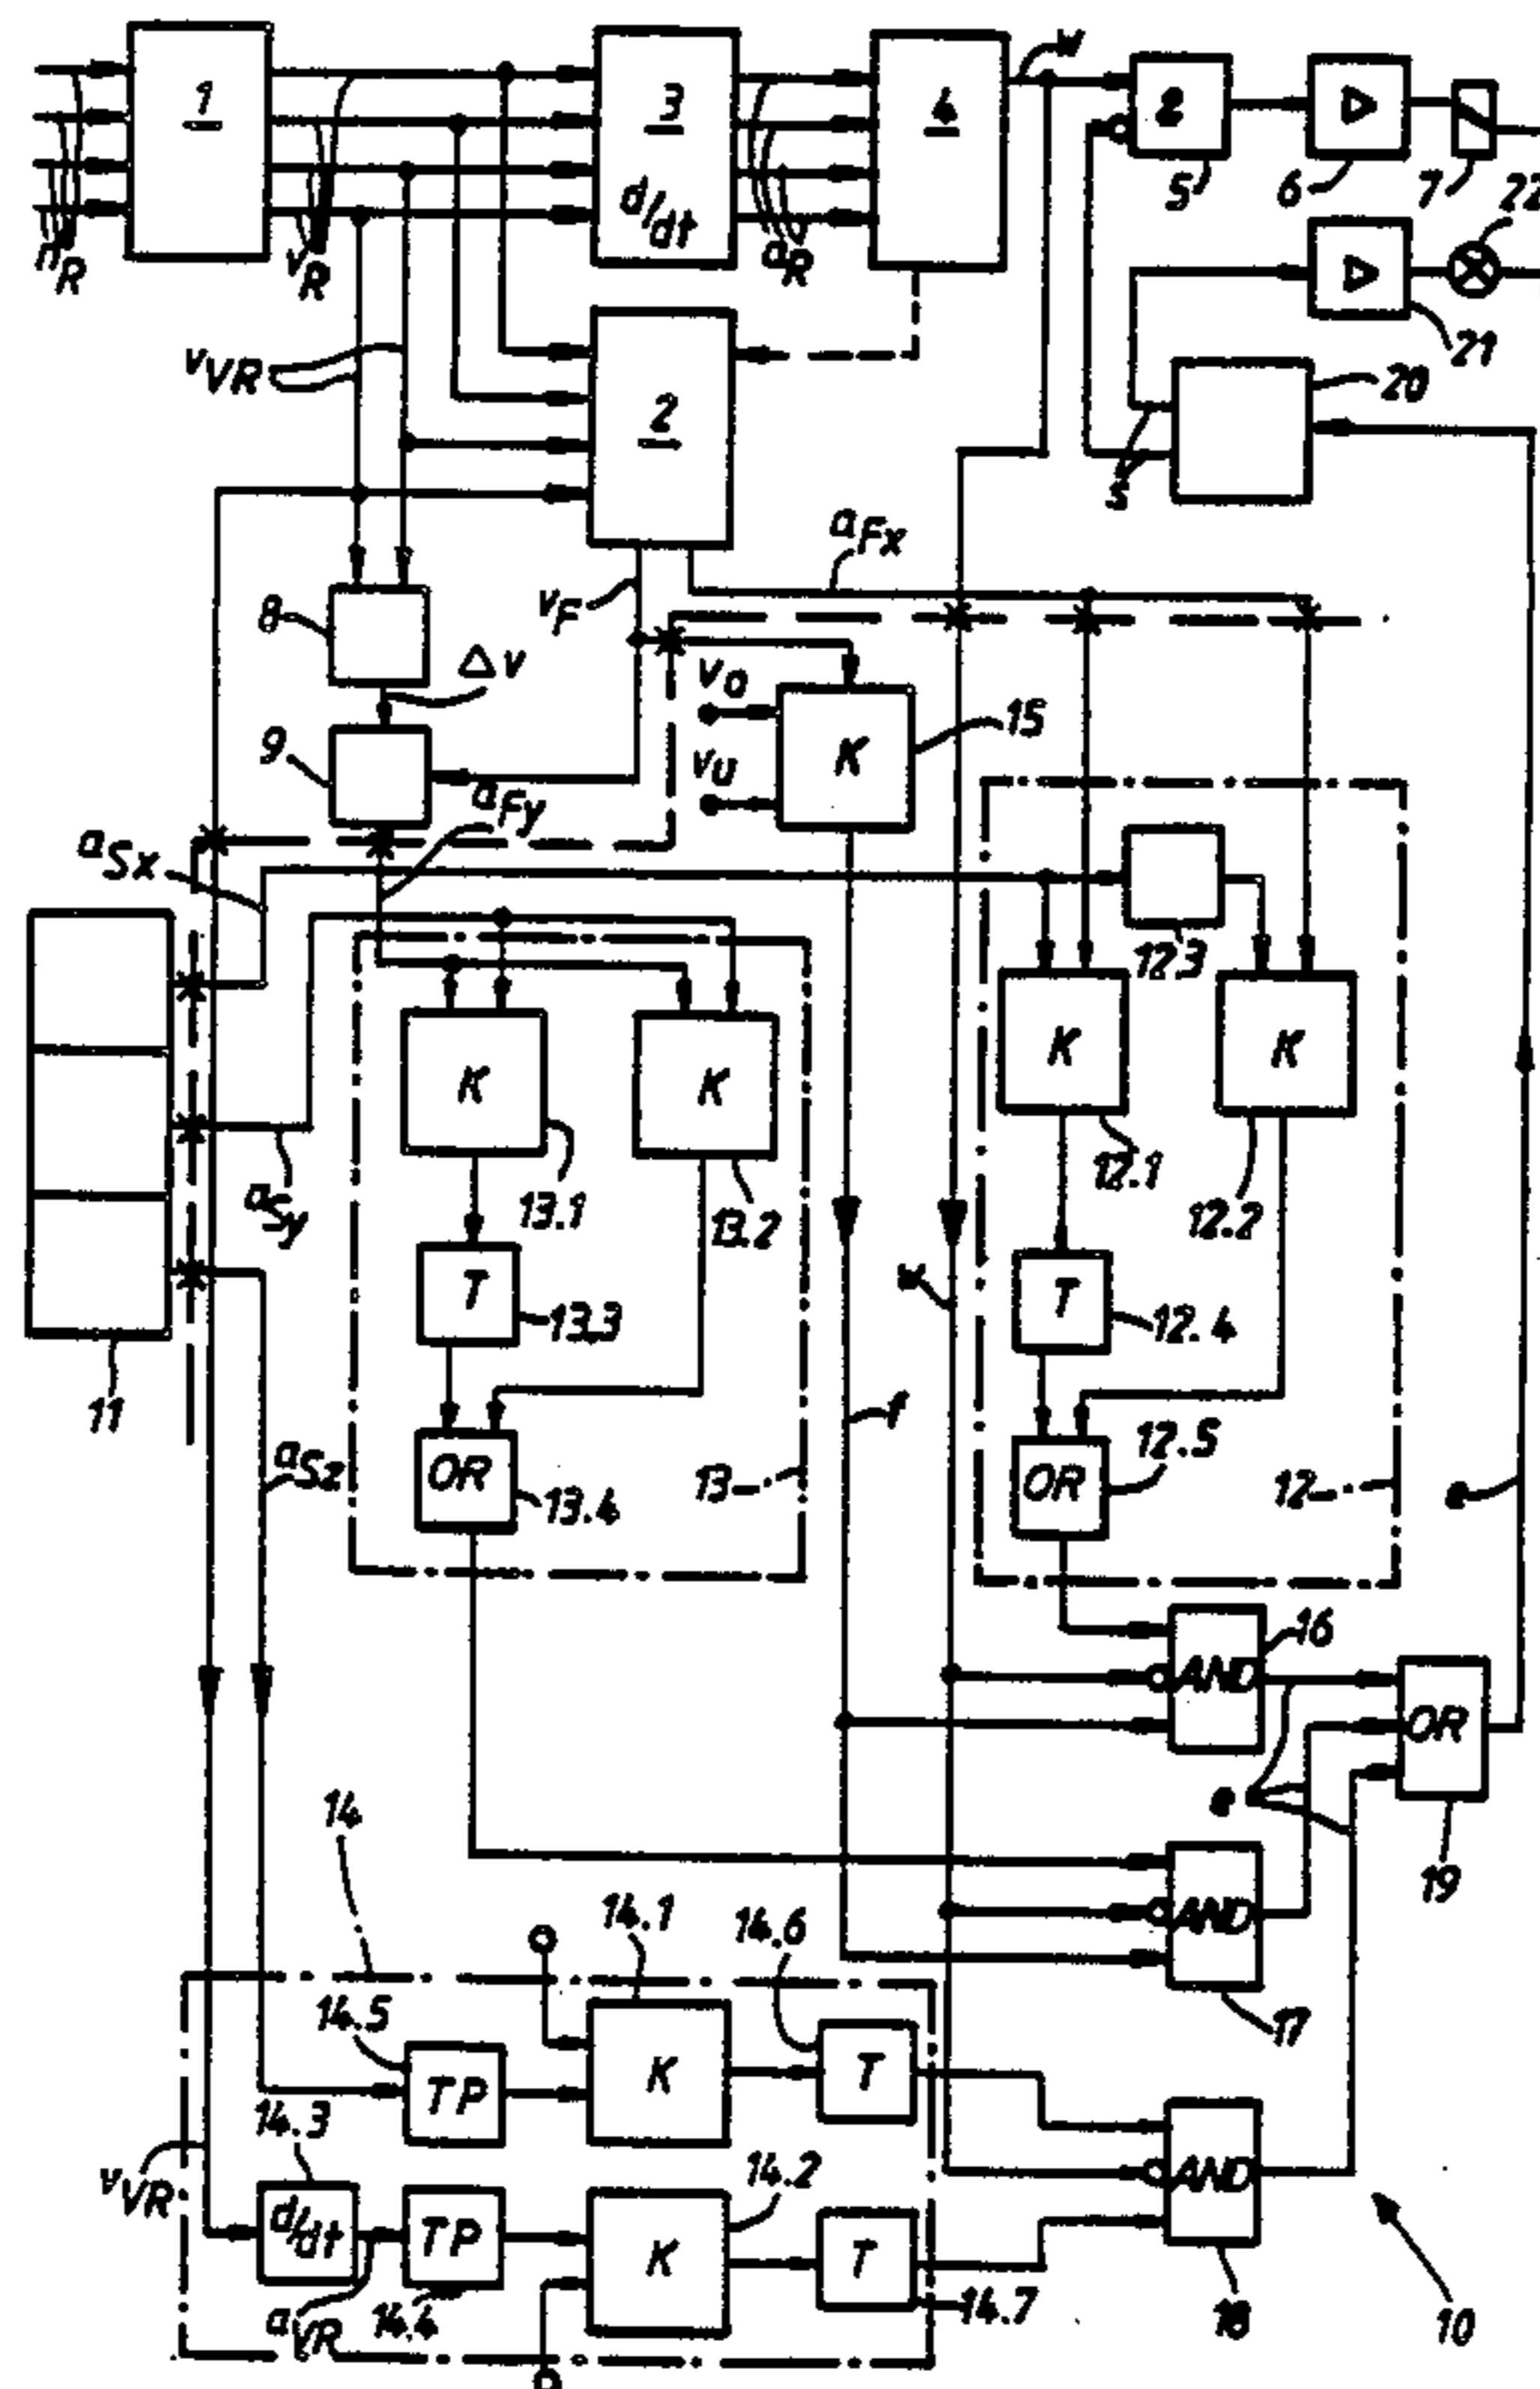 1
3
d/dt
4
w
&
5
6
7
22
n_R
v_R
a_R
21
v_VR
2
20
s
a_Fx
v_F
8
Δv
v_o
v_u
K
15
9
a_Fy
a_Sx
12.3
K
K
K
K
12.1
12.2
13.1
13.2
a_Sy
T
13.3
T
12.4
11
f
a_Sz
OR
13.4
13
OR
12.5
12
e
16
AND
OR
14
e
19
14.1
14.6
AND
17
14.5
TP
K
T
14.3
v_VR
d/dt
TP
14.2
K
T
AND
a_VR
14.4
14.7
18
10